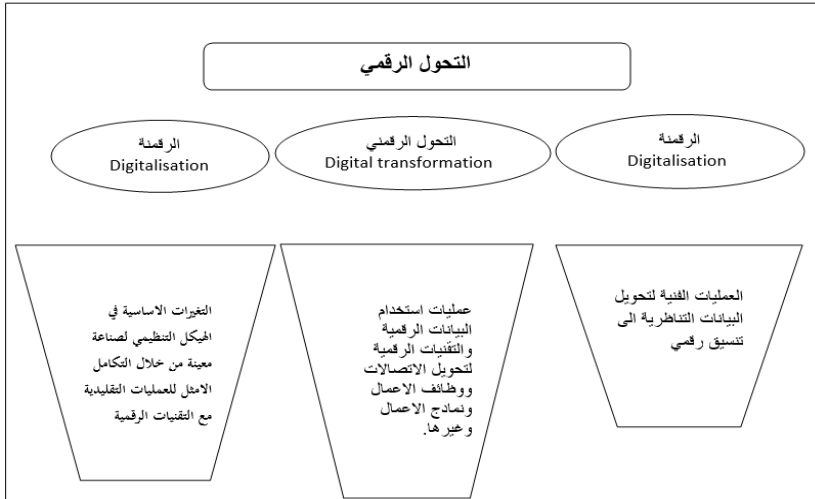 التحول الرقمي
الرقمنة
Digitalisation
التحول الرقمني
Digital transformation
الرقمنة
Digitalisation
العمليات الفنية لتحويل
البيانات التناظرية الى
تنسيق رقمي
عمليات استخدام
البيانات الرقمية
والتقنيات الرقمية
لتحويل الاتصالات
ووظائف الاعمال
ونماذج الاعمال
وغيرها.
التغيرات الاساسية في
الهيكل التنظيمي لصناعة
معينة من خلال التكامل
الامثل للعمليات التقليدية
مع التقنيات الرقمية